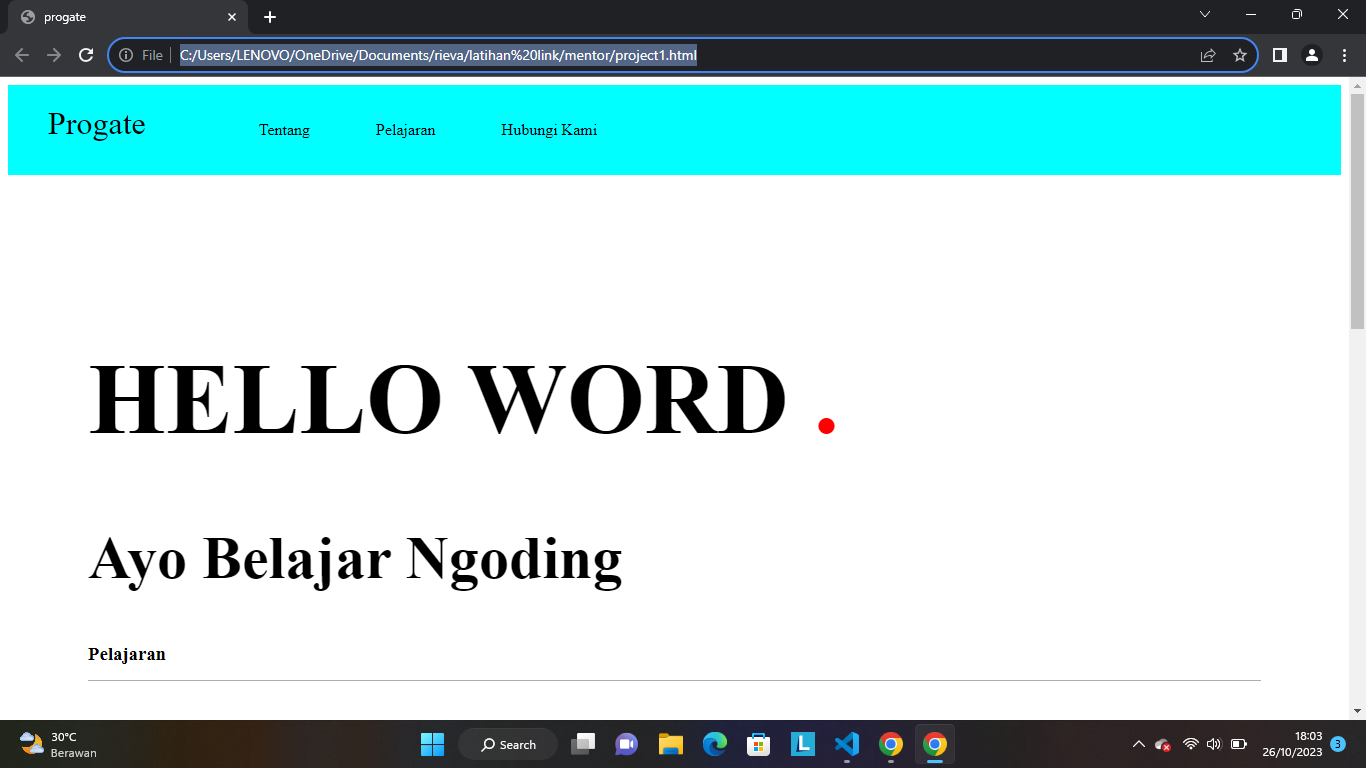 progate
File
C:/Users/LENOVO/OneDrive/Documents/rieva/latihan%20link/mentor/project1.html
Progate
Tentang
Pelajaran
Hubungi Kami
HELLO WORD .
Ayo Belajar Ngoding
Pelajaran
30°C
Berawan
Search
L
18:03
26/10/2023
3